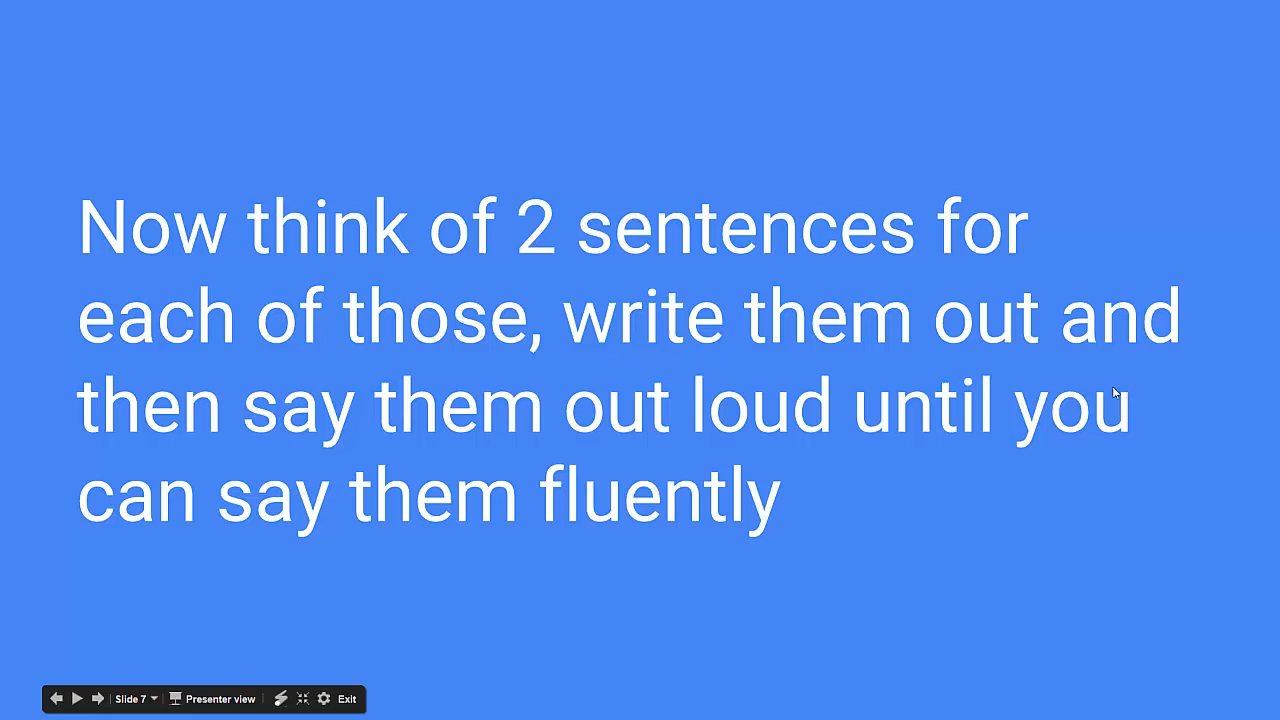 Now think of 2 sentences for
each of those, write them out and
then say them out loud until you
can say them fluently
Slide 7 Presenter view Exit